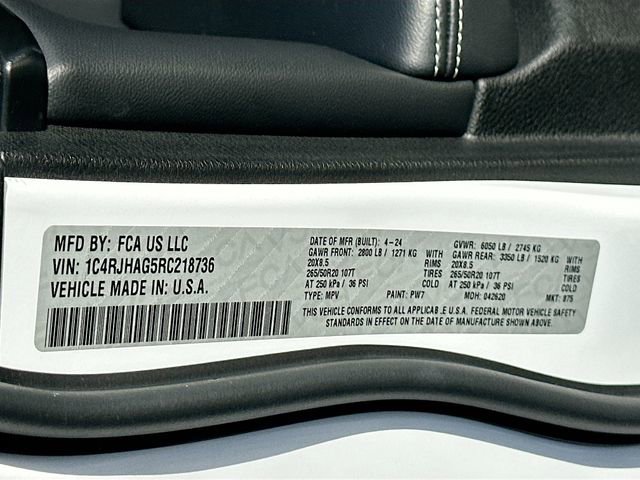 MFD BY: FCA US LLC
VIN: 1C4RJHAG5RC218736
VEHICLE MADE IN: U.S.A.
DATE OF MFR (BUILT): 4-24
GAWR FRONT: 2800 LB / 1271 KG WITH
20X8.5 RIMS
265/50R20 107T TIRES
AT 250 kPa / 36 PSI COLD
TYPE: MPV PAINT: PW7
GVWR: 6050 LB / 2745 KG
GAWR REAR: 3350 LB / 1520 KG WITH
20X8.5 RIMS
265/50R20 107T TIRES
AT 250 kPa / 36 PSI COLD
MDH: 042620 MKT: 875
THIS VEHICLE CONFORMS TO ALL APPLICABLE U.S.A. FEDERAL MOTOR VEHICLE SAFETY
STANDARDS IN EFFECT ON THE DATE OF MANUFACTURE SHOWN ABOVE.